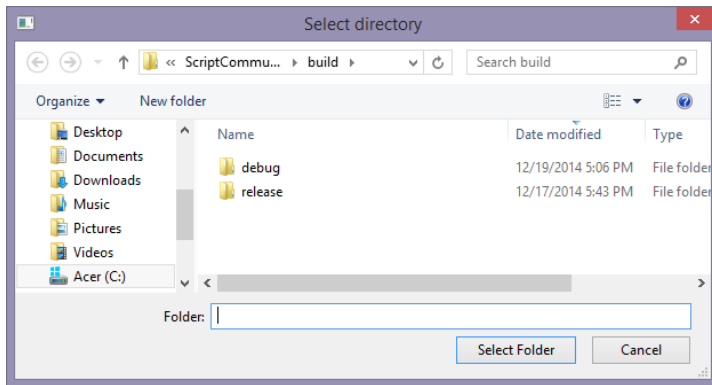 Select directory
« ScriptCommu... build Search build
Organize New folder
Name Date modified Type
Desktop
Documents
Downloads
Music
Pictures
Videos
Acer (C:)
debug 12/19/2014 5:06 PM File folder
release 12/17/2014 5:43 PM File folder
Folder:
Select Folder Cancel